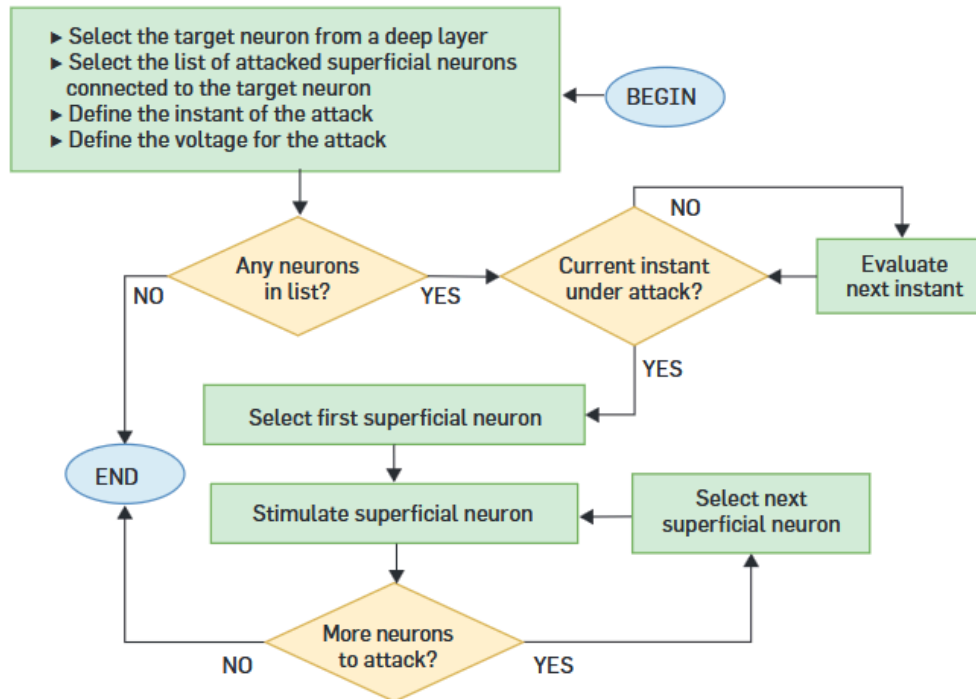 ► Select the target neuron from a deep layer
► Select the list of attacked superficial neurons
connected to the target neuron
► Define the instant of the attack
► Define the voltage for the attack
BEGIN
Any neurons
in list?
NO
YES
Current instant
under attack?
NO
YES
Evaluate
next instant
Select first superficial neuron
Stimulate superficial neuron
Select next
superficial neuron
More neurons
to attack?
NO
YES
END